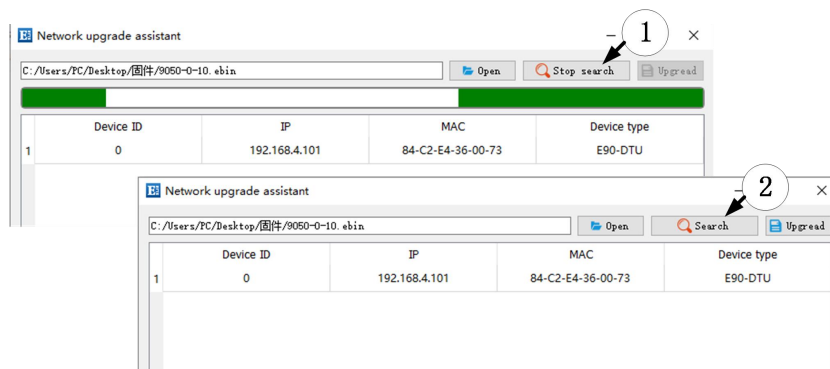 Network upgrade assistant
1
C:/Users/PC/Desktop/固件/9050-0-10.ebin Open Stop search Upgread
Device ID IP MAC Device type
1 0 192.168.4.101 84-C2-E4-36-00-73 E90-DTU
Network upgrade assistant
2
C:/Users/PC/Desktop/固件/9050-0-10.ebin Open Search Upgread
Device ID IP MAC Device type
1 0 192.168.4.101 84-C2-E4-36-00-73 E90-DTU